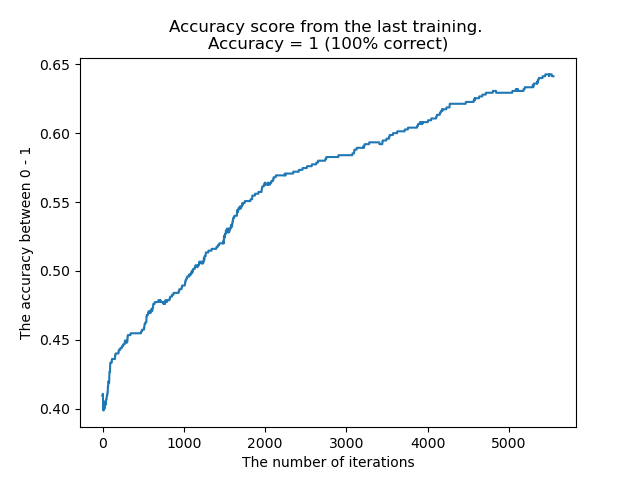 Accuracy score from the last training.
Accuracy = 1 (100% correct)
The accuracy between 0 - 1
0.65
0.60
0.55
0.50
0.45
0.40
0 1000 2000 3000 4000 5000
The number of iterations